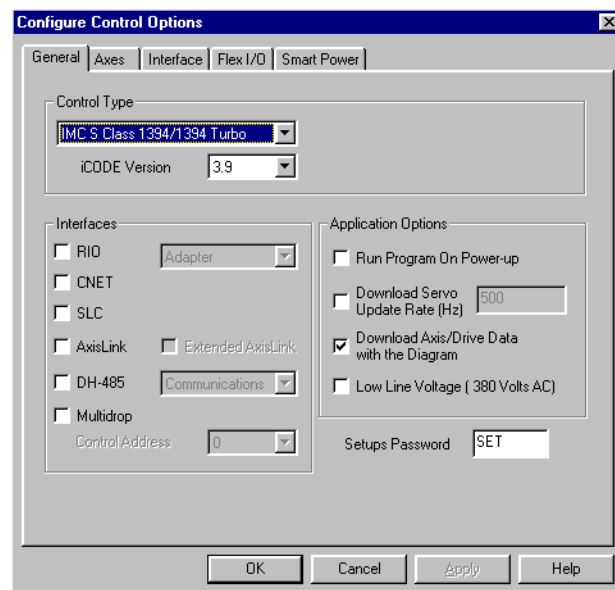 Configure Control Options
General Axes Interface Flex I/O Smart Power
Control Type
IMC S Class 1394/1394 Turbo
iCODE Version 3.9
Interfaces
RIO Adapter
CNET
SLC
AxisLink Extended AxisLink
DH-485 Communications
Multidrop
Control Address 0
Application Options
Run Program On Power-up
Download Servo
Update Rate (Hz) 500
Download Axis/Drive Data
with the Diagram
Low Line Voltage ( 380 Volts AC)
Setups Password SET
OK Cancel Apply Help